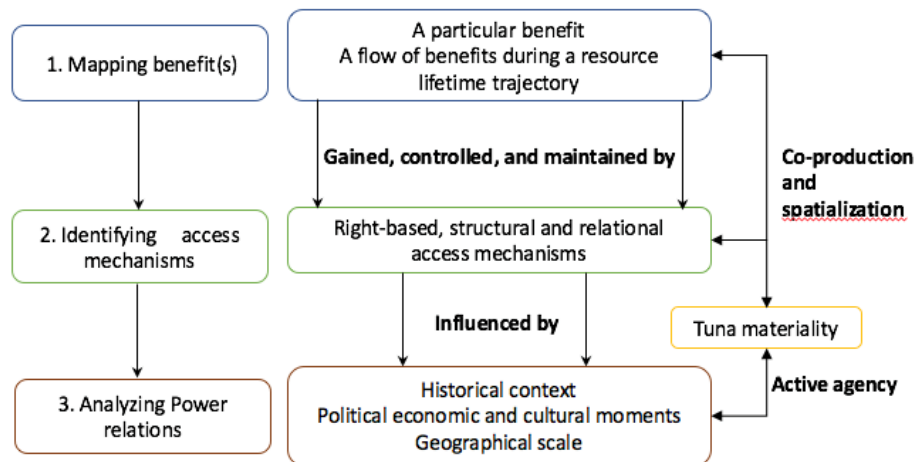 1. Mapping benefit(s)
A particular benefit
A flow of benefits during a resource
lifetime trajectory
Gained, controlled, and maintained by
Co-production
and
spatialization
2. Identifying access
mechanisms
Right-based, structural and relational
access mechanisms
Influenced by
Tuna materiality
Active agency
3. Analyzing Power
relations
Historical context
Political economic and cultural moments
Geographical scale